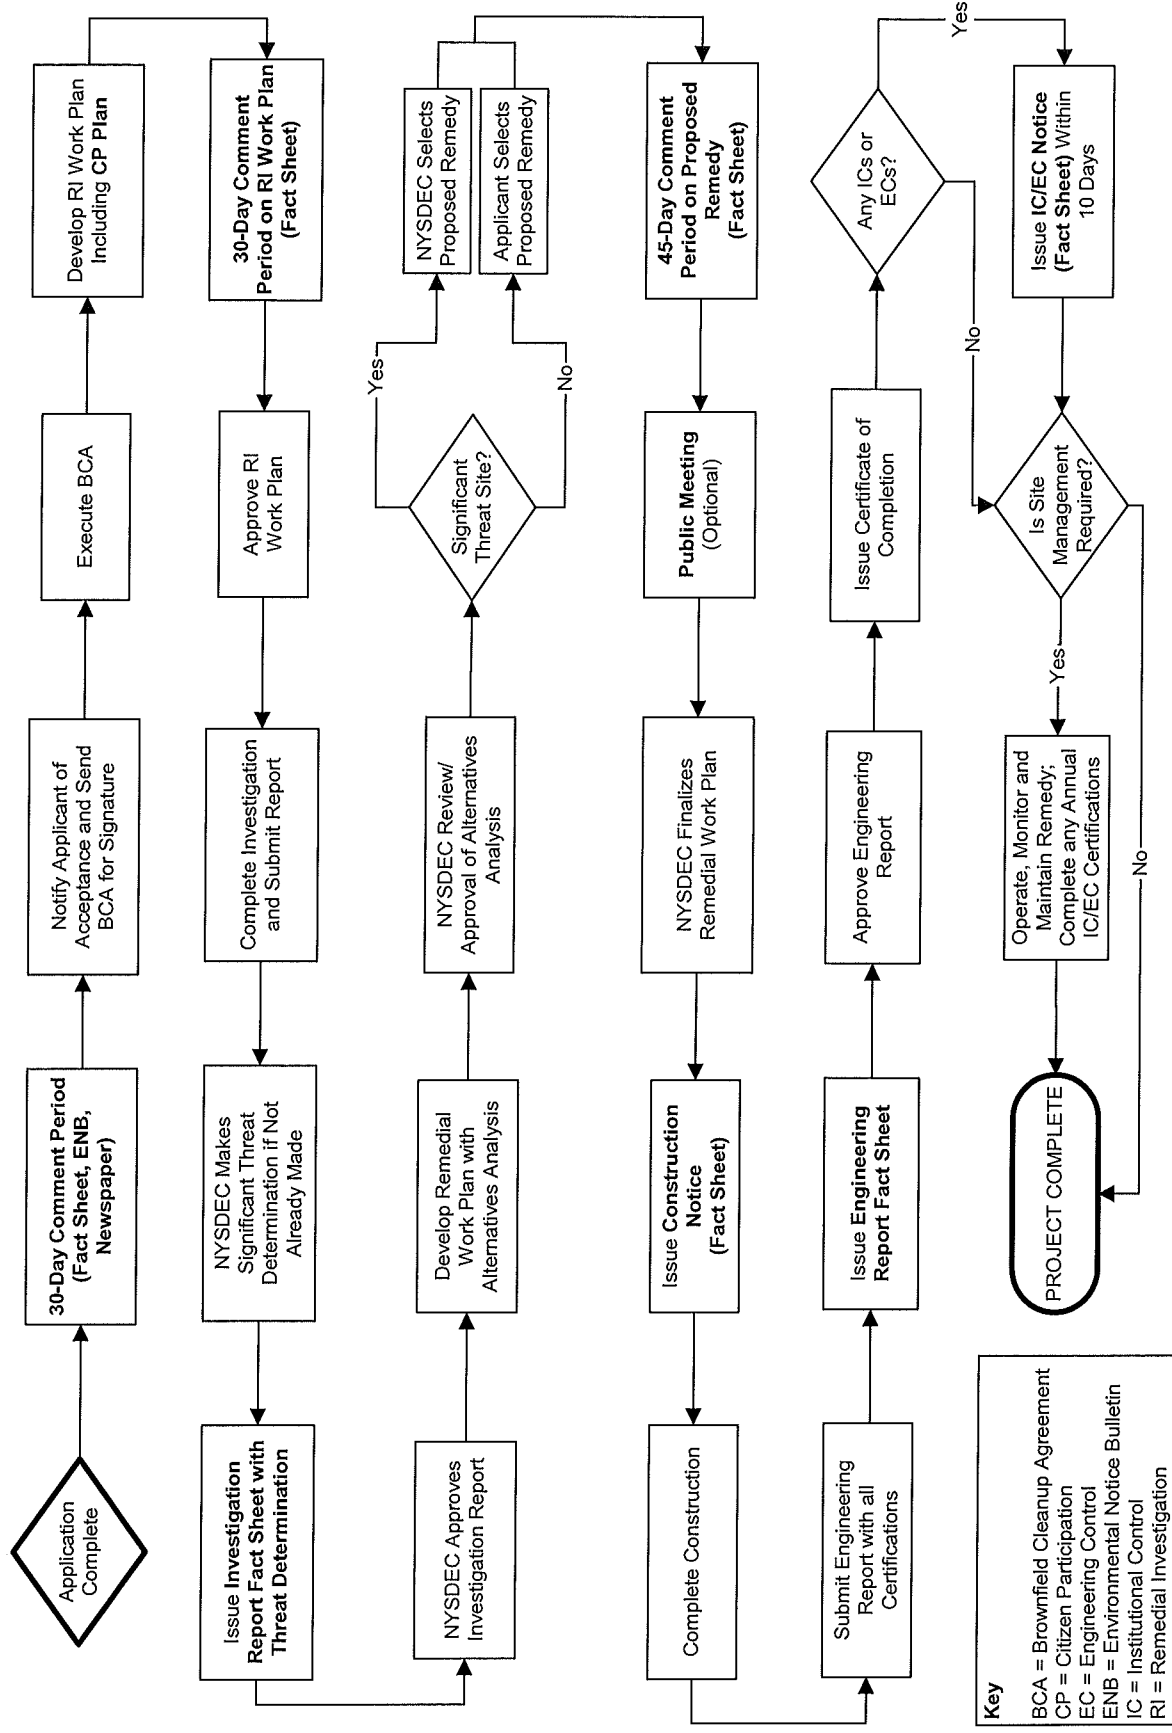 Application
Complete
30-Day Comment Period
(Fact Sheet, ENB,
Newspaper)
Notify Applicant of
Acceptance and Send
BCA for Signature
Execute BCA
Develop RI Work Plan
Including CP Plan
30-Day Comment
Period on RI Work Plan
(Fact Sheet)
Approve RI
Work Plan
Complete Investigation
and Submit Report
NYSDEC Makes
Significant Threat
Determination if Not
Already Made
Issue Investigation
Report Fact Sheet with
Threat Determination
NYSDEC Approves
Investigation Report
Develop Remedial
Work Plan with
Alternatives Analysis
NYSDEC Review/
Approval of Alternatives
Analysis
Significant
Threat Site?
Yes
No
NYSDEC Selects
Proposed Remedy
Applicant Selects
Proposed Remedy
45-Day Comment
Period on Proposed
Remedy
(Fact Sheet)
Public Meeting
(Optional)
NYSDEC Finalizes
Remedial Work Plan
Issue Construction
Notice
(Fact Sheet)
Complete Construction
Submit Engineering
Report with all
Certifications
Issue Engineering
Report Fact Sheet
Approve Engineering
Report
Issue Certificate of
Completion
Any ICs or
ECs?
Yes
No
Issue IC/EC Notice
(Fact Sheet) Within
10 Days
Is Site
Management
Required?
Yes
No
Operate, Monitor and
Maintain Remedy;
Complete any Annual
IC/EC Certifications
PROJECT COMPLETE
Key
BCA = Brownfield Cleanup Agreement
CP = Citizen Participation
EC = Engineering Control
ENB = Environmental Notice Bulletin
IC = Institutional Control
RI = Remedial Investigation